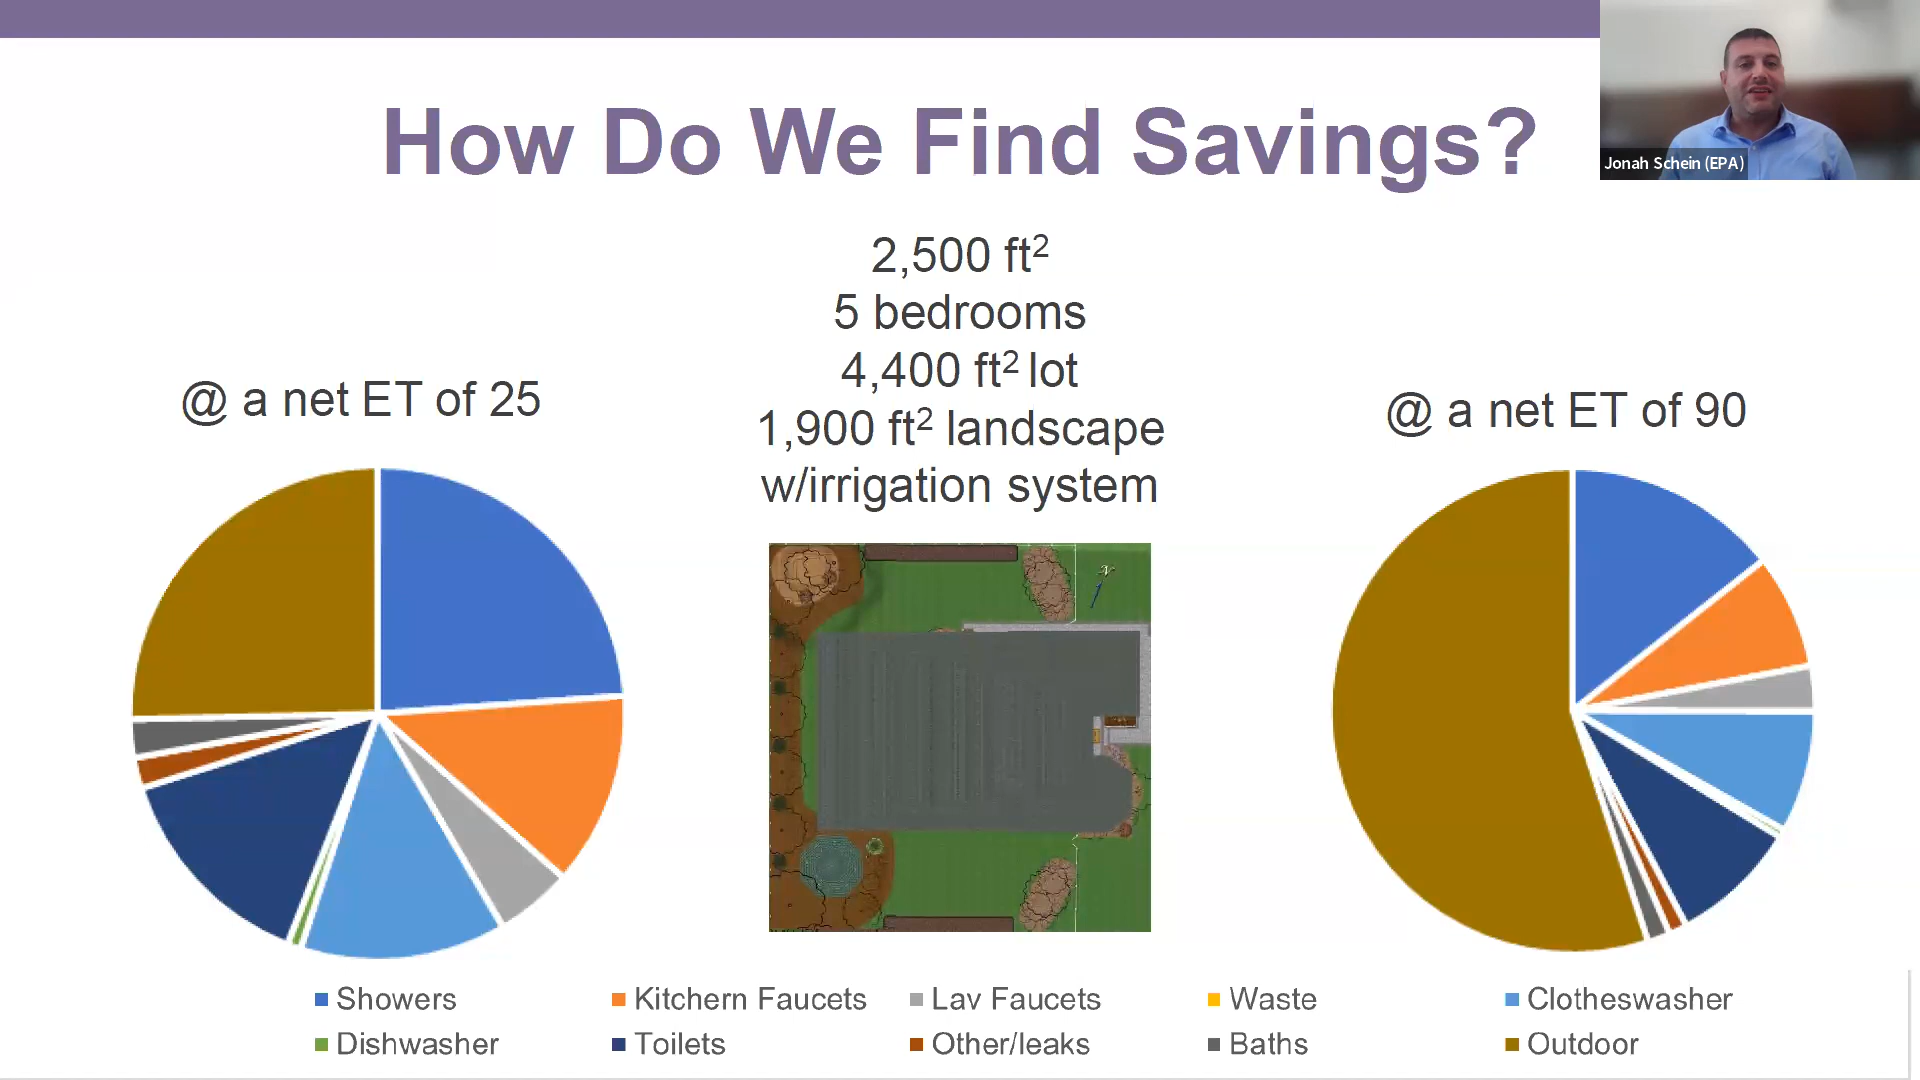 How Do We Find Savings?
Jonah Schein (EPA)
2,500 ft²
5 bedrooms
4,400 ft² lot
1,900 ft² landscape
w/irrigation system
@ a net ET of 25
@ a net ET of 90
N
Showers
Kitchern Faucets
Lav Faucets
Waste
Clotheswasher
Dishwasher
Toilets
Other/leaks
Baths
Outdoor